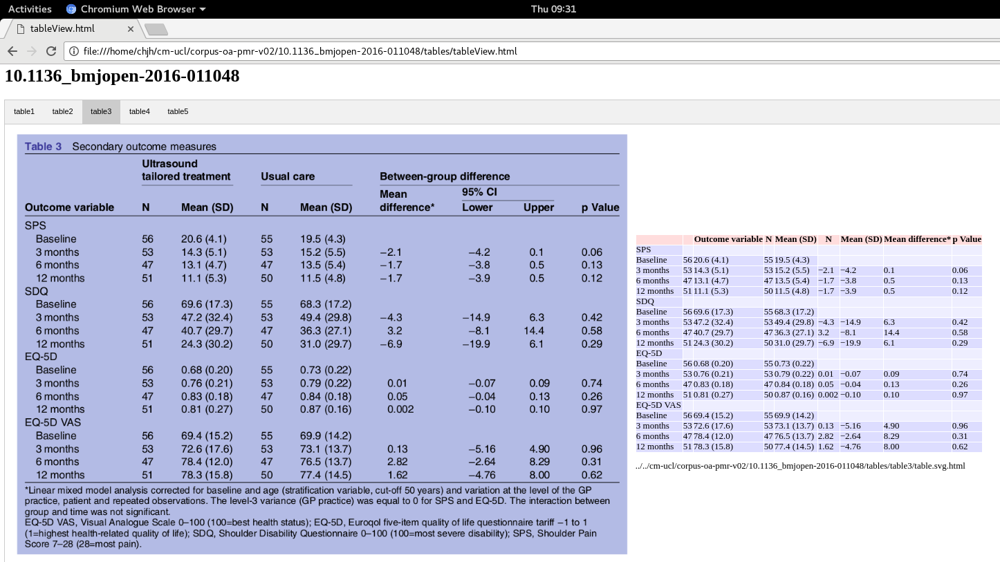 Activities Chromium Web Browser Thu 09:31
tableView.html
file:///home/chjh/cm-ucl/corpus-oa-pmr-v02/10.1136_bmjopen-2016-011048/tables/tableView.html
10.1136_bmjopen-2016-011048
table1 table2 table3 table4 table5
Table 3 Secondary outcome measures
Ultrasound
tailored treatment Usual care Between-group difference
Mean 95% CI
Outcome variable N Mean (SD) N Mean (SD) difference* Lower Upper p Value
SPS
Baseline 56 20.6 (4.1) 55 19.5 (4.3)
3 months 53 14.3 (5.1) 53 15.2 (5.5) −2.1 −4.2 0.1 0.06
6 months 47 13.1 (4.7) 47 13.5 (5.4) −1.7 −3.8 0.5 0.13
12 months 51 11.1 (5.3) 50 11.5 (4.8) −1.7 −3.9 0.5 0.12
SDQ
Baseline 56 69.6 (17.3) 55 68.3 (17.2)
3 months 53 47.2 (32.4) 53 49.4 (29.8) −4.3 −14.9 6.3 0.42
6 months 47 40.7 (29.7) 47 36.3 (27.1) 3.2 −8.1 14.4 0.58
12 months 51 24.3 (30.2) 50 31.0 (29.7) −6.9 −19.9 6.1 0.29
EQ-5D
Baseline 56 0.68 (0.20) 55 0.73 (0.22)
3 months 53 0.76 (0.21) 53 0.79 (0.22) 0.01 −0.07 0.09 0.74
6 months 47 0.83 (0.18) 47 0.84 (0.18) 0.05 −0.04 0.13 0.26
12 months 51 0.81 (0.27) 50 0.87 (0.16) 0.002 −0.10 0.10 0.97
EQ-5D VAS
Baseline 56 69.4 (15.2) 55 69.9 (14.2)
3 months 53 72.6 (17.6) 53 73.1 (13.7) 0.13 −5.16 4.90 0.96
6 months 47 78.4 (12.0) 47 76.5 (13.7) 2.82 −2.64 8.29 0.31
12 months 51 78.3 (15.8) 50 77.4 (14.5) 1.62 −4.76 8.00 0.62
*Linear mixed model analysis corrected for baseline and age (stratification variable, cut-off 50 years) and variation at the level of the GP
practice, patient and repeated observations. The level-3 variance (GP practice) was equal to 0 for SPS and EQ-5D. The interaction between
group and time was not significant.
EQ-5D VAS, Visual Analogue Scale 0–100 (100=best health status); EQ-5D, Euroqol five-item quality of life questionnaire tariff −1 to 1
(1=highest health-related quality of life); SDQ, Shoulder Disability Questionnaire 0–100 (100=most severe disability); SPS, Shoulder Pain
Score 7–28 (28=most pain).
Outcome variable N Mean (SD) N Mean (SD) Mean difference* p Value
SPS
Baseline 56 20.6 (4.1) 55 19.5 (4.3)
3 months 53 14.3 (5.1) 53 15.2 (5.5) −2.1 −4.2 0.1 0.06
6 months 47 13.1 (4.7) 47 13.5 (5.4) −1.7 −3.8 0.5 0.13
12 months 51 11.1 (5.3) 50 11.5 (4.8) −1.7 −3.9 0.5 0.12
SDQ
Baseline 56 69.6 (17.3) 55 68.3 (17.2)
3 months 53 47.2 (32.4) 53 49.4 (29.8) −4.3 −14.9 6.3 0.42
6 months 47 40.7 (29.7) 47 36.3 (27.1) 3.2 −8.1 14.4 0.58
12 months 51 24.3 (30.2) 50 31.0 (29.7) −6.9 −19.9 6.1 0.29
EQ-5D
Baseline 56 0.68 (0.20) 55 0.73 (0.22)
3 months 53 0.76 (0.21) 53 0.79 (0.22) 0.01 −0.07 0.09 0.74
6 months 47 0.83 (0.18) 47 0.84 (0.18) 0.05 −0.04 0.13 0.26
12 months 51 0.81 (0.27) 50 0.87 (0.16) 0.002 −0.10 0.10 0.97
EQ-5D VAS
Baseline 56 69.4 (15.2) 55 69.9 (14.2)
3 months 53 72.6 (17.6) 53 73.1 (13.7) 0.13 −5.16 4.90 0.96
6 months 47 78.4 (12.0) 47 76.5 (13.7) 2.82 −2.64 8.29 0.31
12 months 51 78.3 (15.8) 50 77.4 (14.5) 1.62 −4.76 8.00 0.62
../../cm-ucl/corpus-oa-pmr-v02/10.1136_bmjopen-2016-011048/tables/table3/table.svg.html